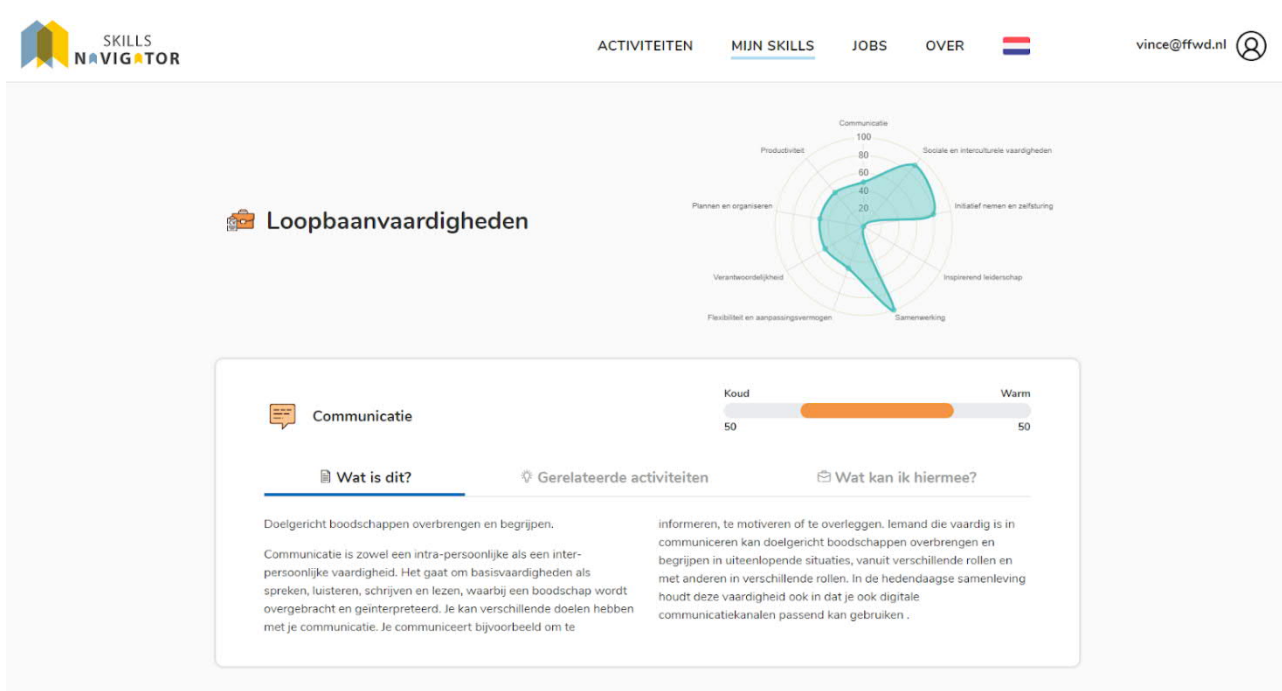 SKILLS
NAVIGATOR
ACTIVITEITEN MIJN SKILLS JOBS OVER vince@ffwd.nl
Communicatie
100
Productiviteit 80 Sociale en interculturele vaardigheden
60
40
Plannen en organiseren 20 Initiatief nemen en zelfsturing
Loopbaanvaardigheden
Verantwoordelijkheid Inspirerend leiderschap
Flexibiliteit en aanpassingsvermogen Samenwerking
Koud Warm
Communicatie
50 50
Wat is dit? Gerelateerde activiteiten Wat kan ik hiermee?
Doelgericht boodschappen overbrengen en begrijpen.
Communicatie is zowel een intra-persoonlijke als een inter-
persoonlijke vaardigheid. Het gaat om basisvaardigheden als
spreken, luisteren, schrijven en lezen, waarbij een boodschap wordt
overgebracht en geïnterpreteerd. Je kan verschillende doelen hebben
met je communicatie. Je communiceert bijvoorbeeld om te
informeren, te motiveren of te overleggen. Iemand die vaardig is in
communiceren kan doelgericht boodschappen overbrengen en
begrijpen in uiteenlopende situaties, vanuit verschillende rollen en
met anderen in verschillende rollen. In de hedendaagse samenleving
houdt deze vaardigheid ook in dat je ook digitale
communicatiekanalen passend kan gebruiken .